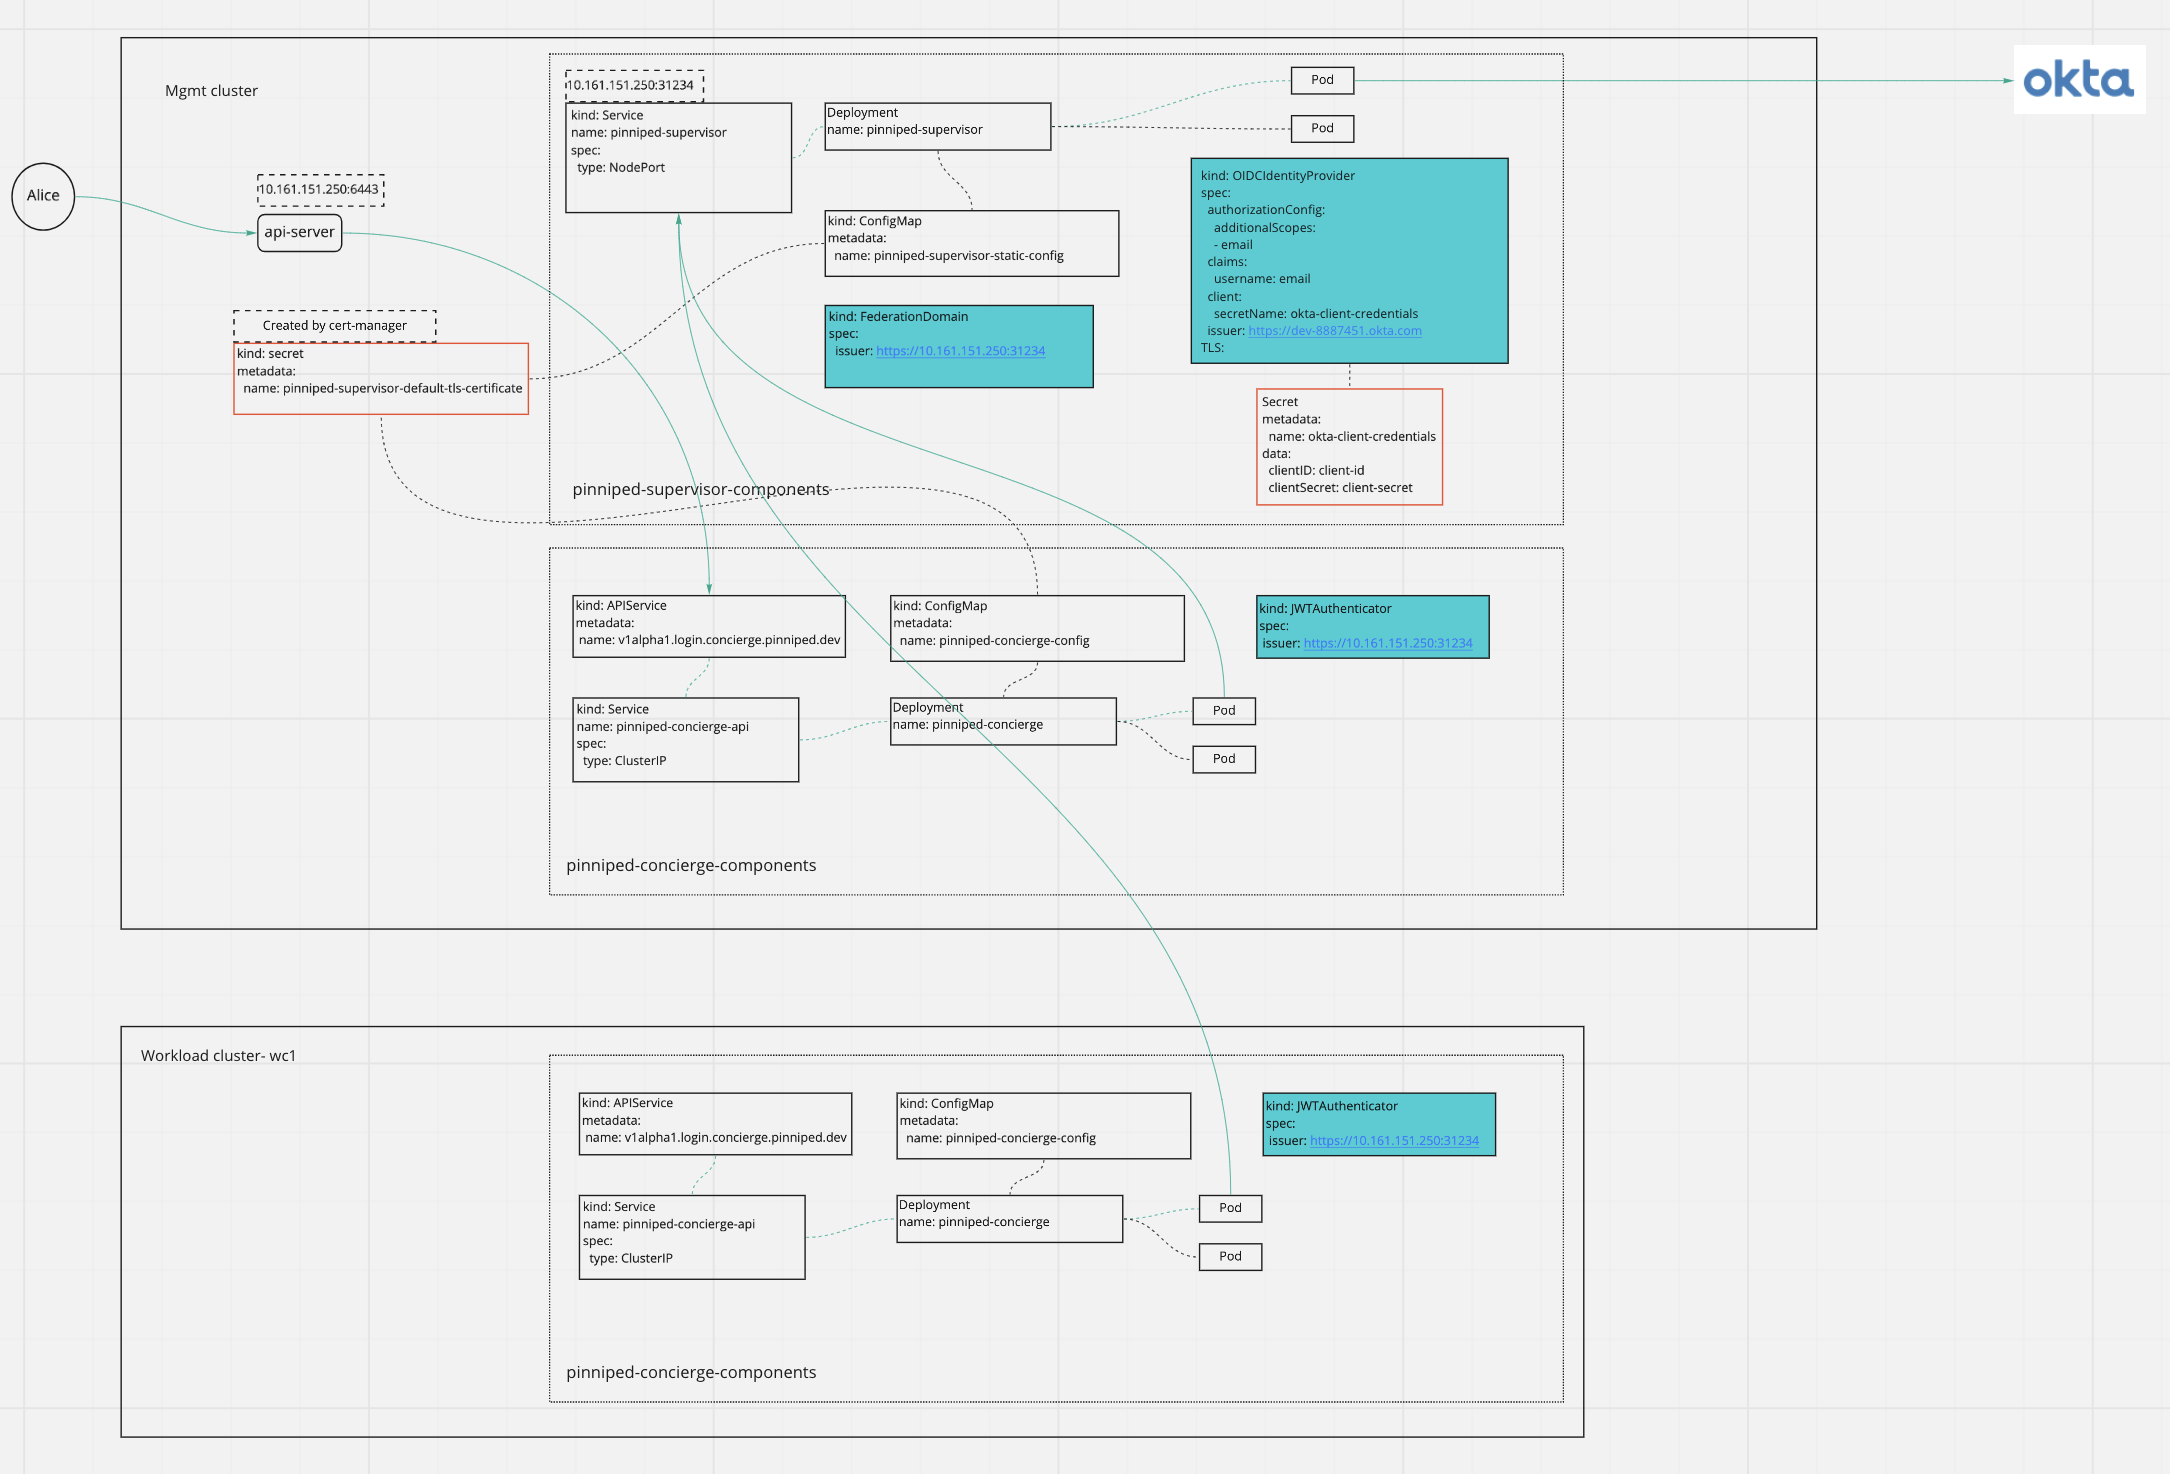 Mgmt cluster
Alice
10.161.151.250:6443
api-server
Created by cert-manager
kind: secret
metadata:
name: pinniped-supervisor-default-tls-certificate
10.161.151.250:31234
kind: Service
name: pinniped-supervisor
spec:
type: NodePort
Deployment
name: pinniped-supervisor
Pod
Pod
okta
kind: ConfigMap
metadata:
name: pinniped-supervisor-static-config
kind: FederationDomain
spec:
issuer: https://10.161.151.250:31234
kind: OIDCIdentityProvider
spec:
authorizationConfig:
additionalScopes:
- email
claims:
username: email
client:
secretName: okta-client-credentials
issuer: https://dev-8887451.okta.com
TLS:
Secret
metadata:
name: okta-client-credentials
data:
clientID: client-id
clientSecret: client-secret
pinniped-supervisor-components
kind: APIService
metadata:
name: v1alpha1.login.concierge.pinniped.dev
kind: ConfigMap
metadata:
name: pinniped-concierge-config
kind: JWTAuthenticator
spec:
issuer: https://10.161.151.250:31234
kind: Service
name: pinniped-concierge-api
spec:
type: ClusterIP
Deployment
name: pinniped-concierge
Pod
Pod
pinniped-concierge-components
Workload cluster- wc1
kind: APIService
metadata:
name: v1alpha1.login.concierge.pinniped.dev
kind: ConfigMap
metadata:
name: pinniped-concierge-config
kind: JWTAuthenticator
spec:
issuer: https://10.161.151.250:31234
kind: Service
name: pinniped-concierge-api
spec:
type: ClusterIP
Deployment
name: pinniped-concierge
Pod
Pod
pinniped-concierge-components